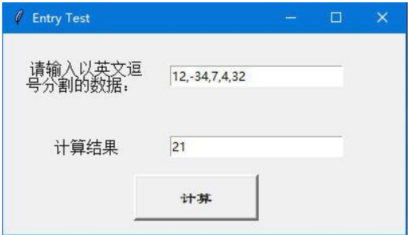 Entry Test
请输入以英文逗
号分割的数据：
12,-34,7,4,32
计算结果
21
计算